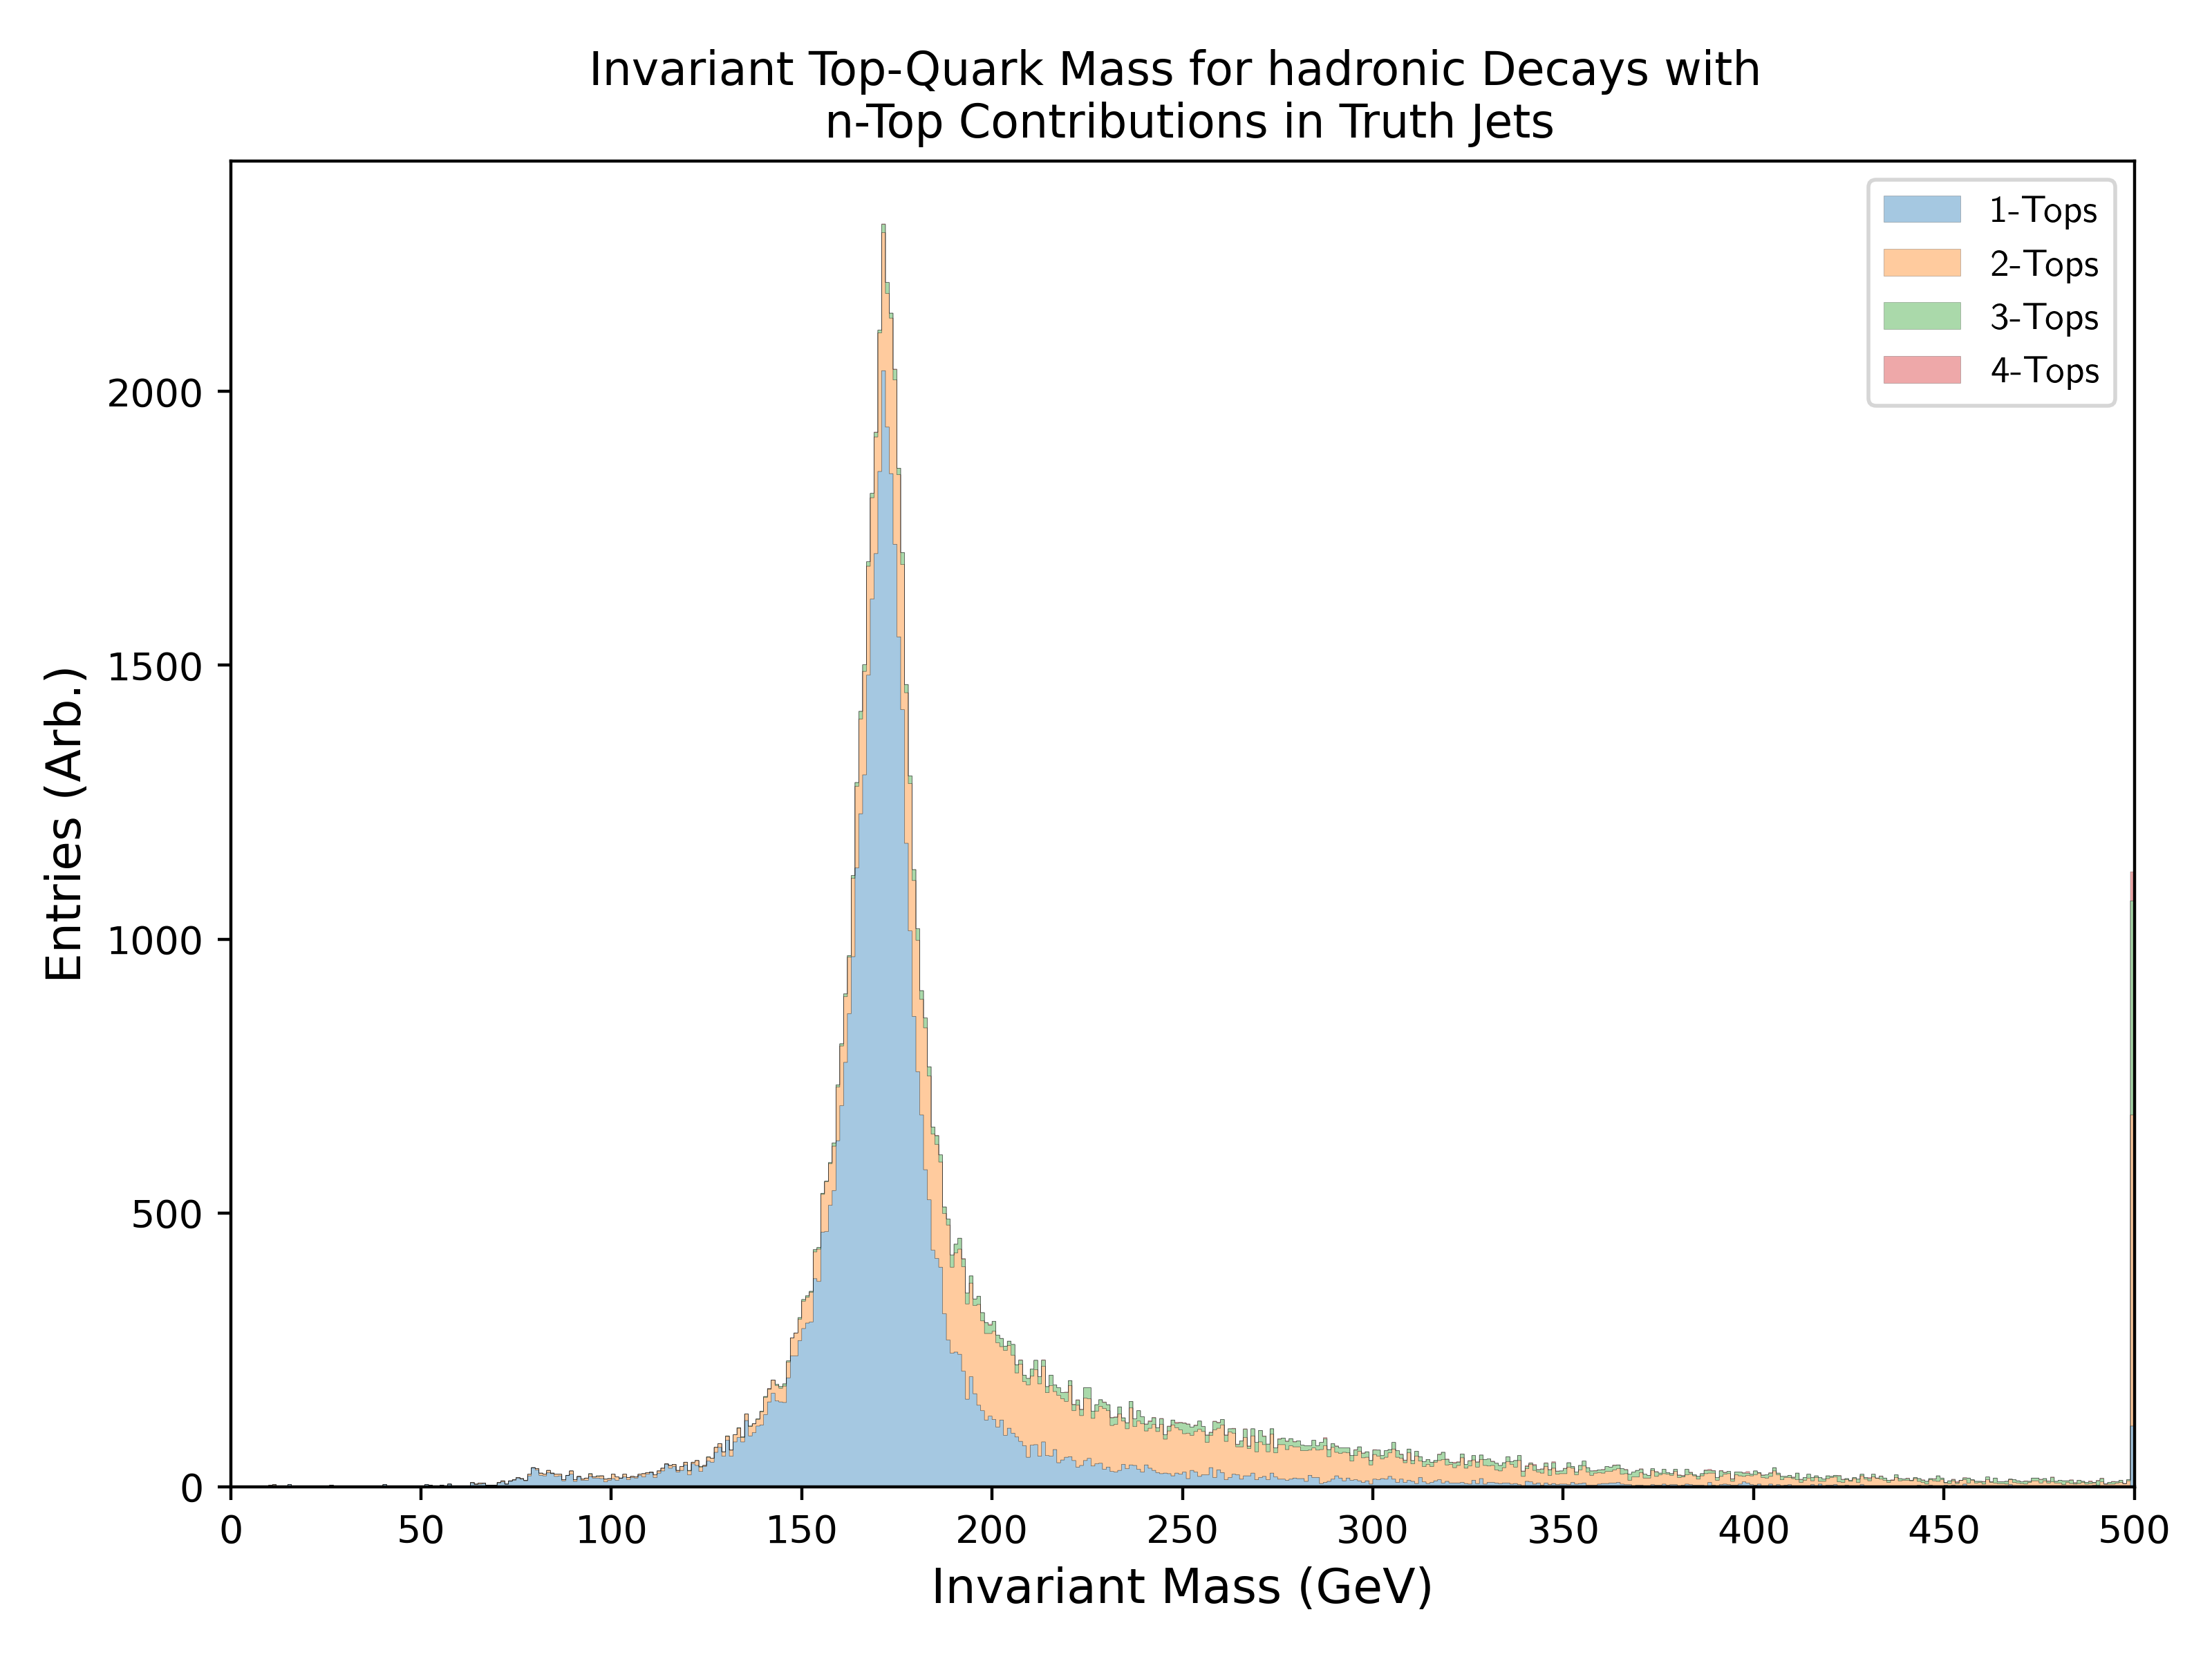 Invariant Top-Quark Mass for hadronic Decays with
n-Top Contributions in Truth Jets
1-Tops
2-Tops
3-Tops
4-Tops
Entries (Arb.)
2000
1500
1000
500
0
0 50 100 150 200 250 300 350 400 450 500
Invariant Mass (GeV)